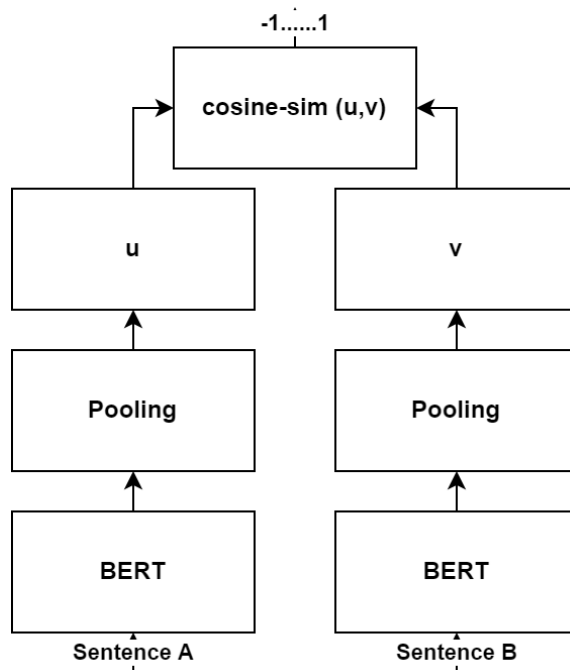 -1......1
cosine-sim (u,v)
u
v
Pooling
Pooling
BERT
BERT
Sentence A
Sentence B